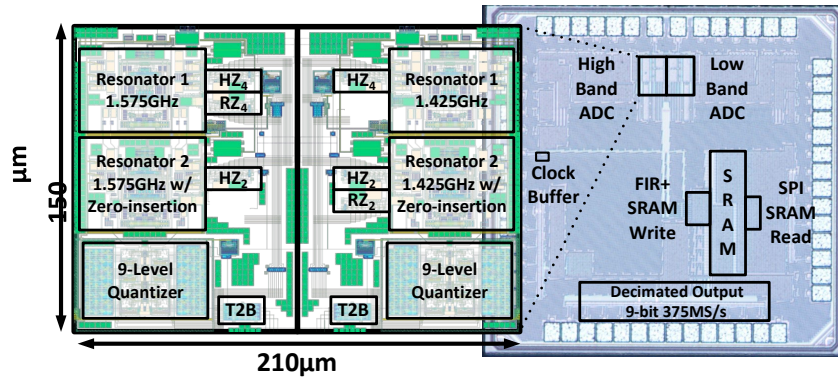 Resonator 1
1.575GHz
HZ4
RZ4
Resonator 2
1.575GHz w/
Zero-insertion
HZ2
9-Level
Quantizer
T2B
HZ4
Resonator 1
1.425GHz
HZ2
RZ2
Resonator 2
1.425GHz w/
Zero-insertion
9-Level
Quantizer
T2B
150
µm
210µm
High
Band
ADC
Low
Band
ADC
Clock
Buffer
FIR+
SRAM
Write
S
R
A
M
SPI
SRAM
Read
Decimated Output
9-bit 375MS/s